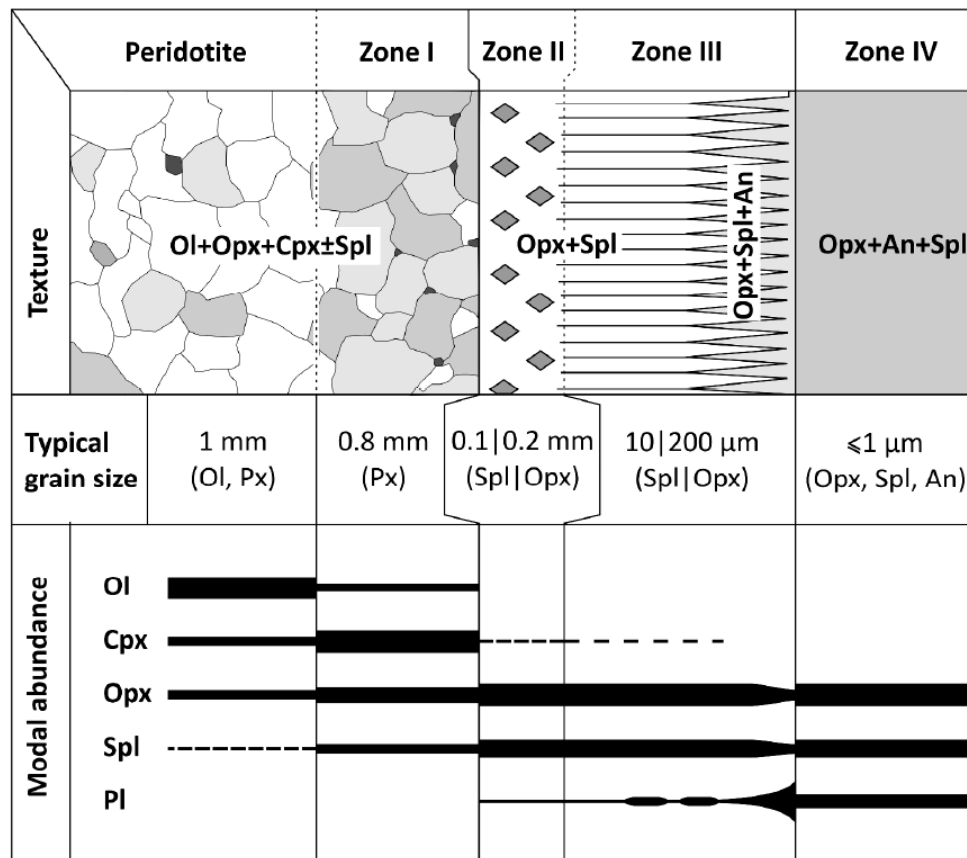 Peridotite Zone I Zone II Zone III Zone IV
Texture
Ol+Opx+Cpx±Spl
Opx+Spl
Opx+Spl+An
Opx+An+Spl
Typical
grain size
1 mm
(Ol, Px)
0.8 mm
(Px)
0.1|0.2 mm
(Spl|Opx)
10|200 µm
(Spl|Opx)
⩽1 µm
(Opx, Spl, An)
Modal abundance
Ol
Cpx
Opx
Spl
Pl